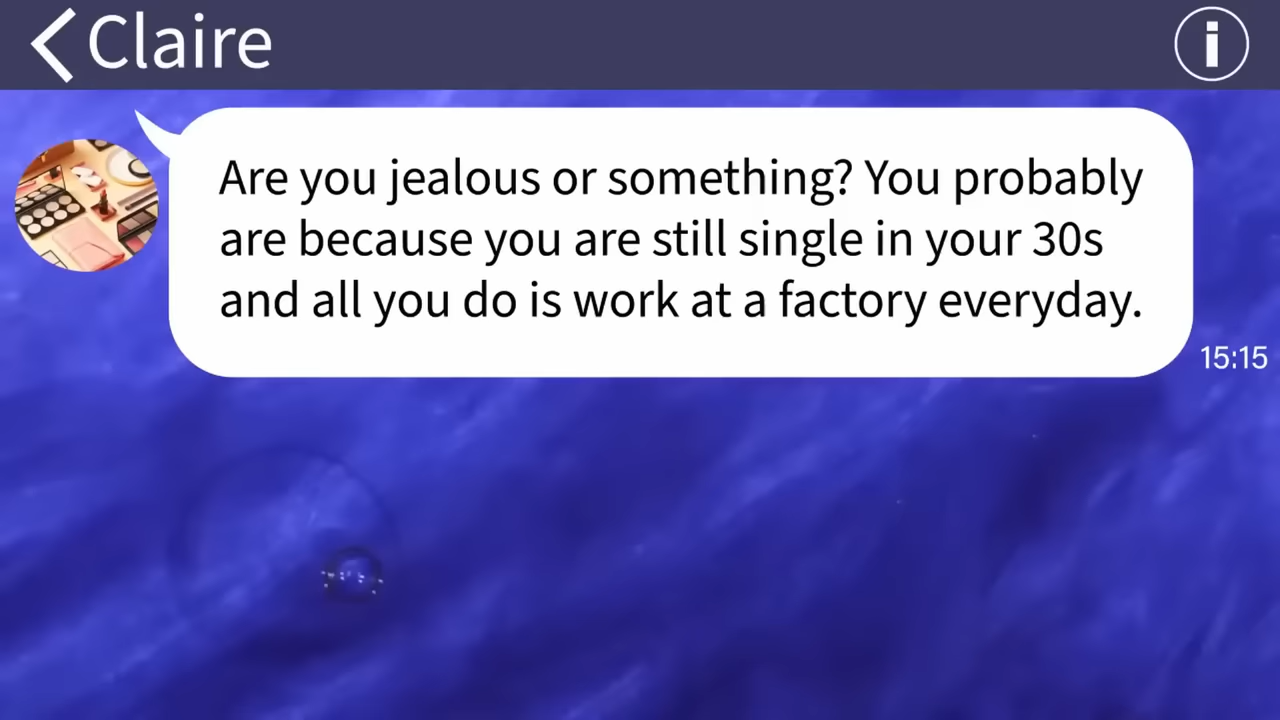 Claire
Are you jealous or something? You probably
are because you are still single in your 30s
and all you do is work at a factory everyday.
15:15